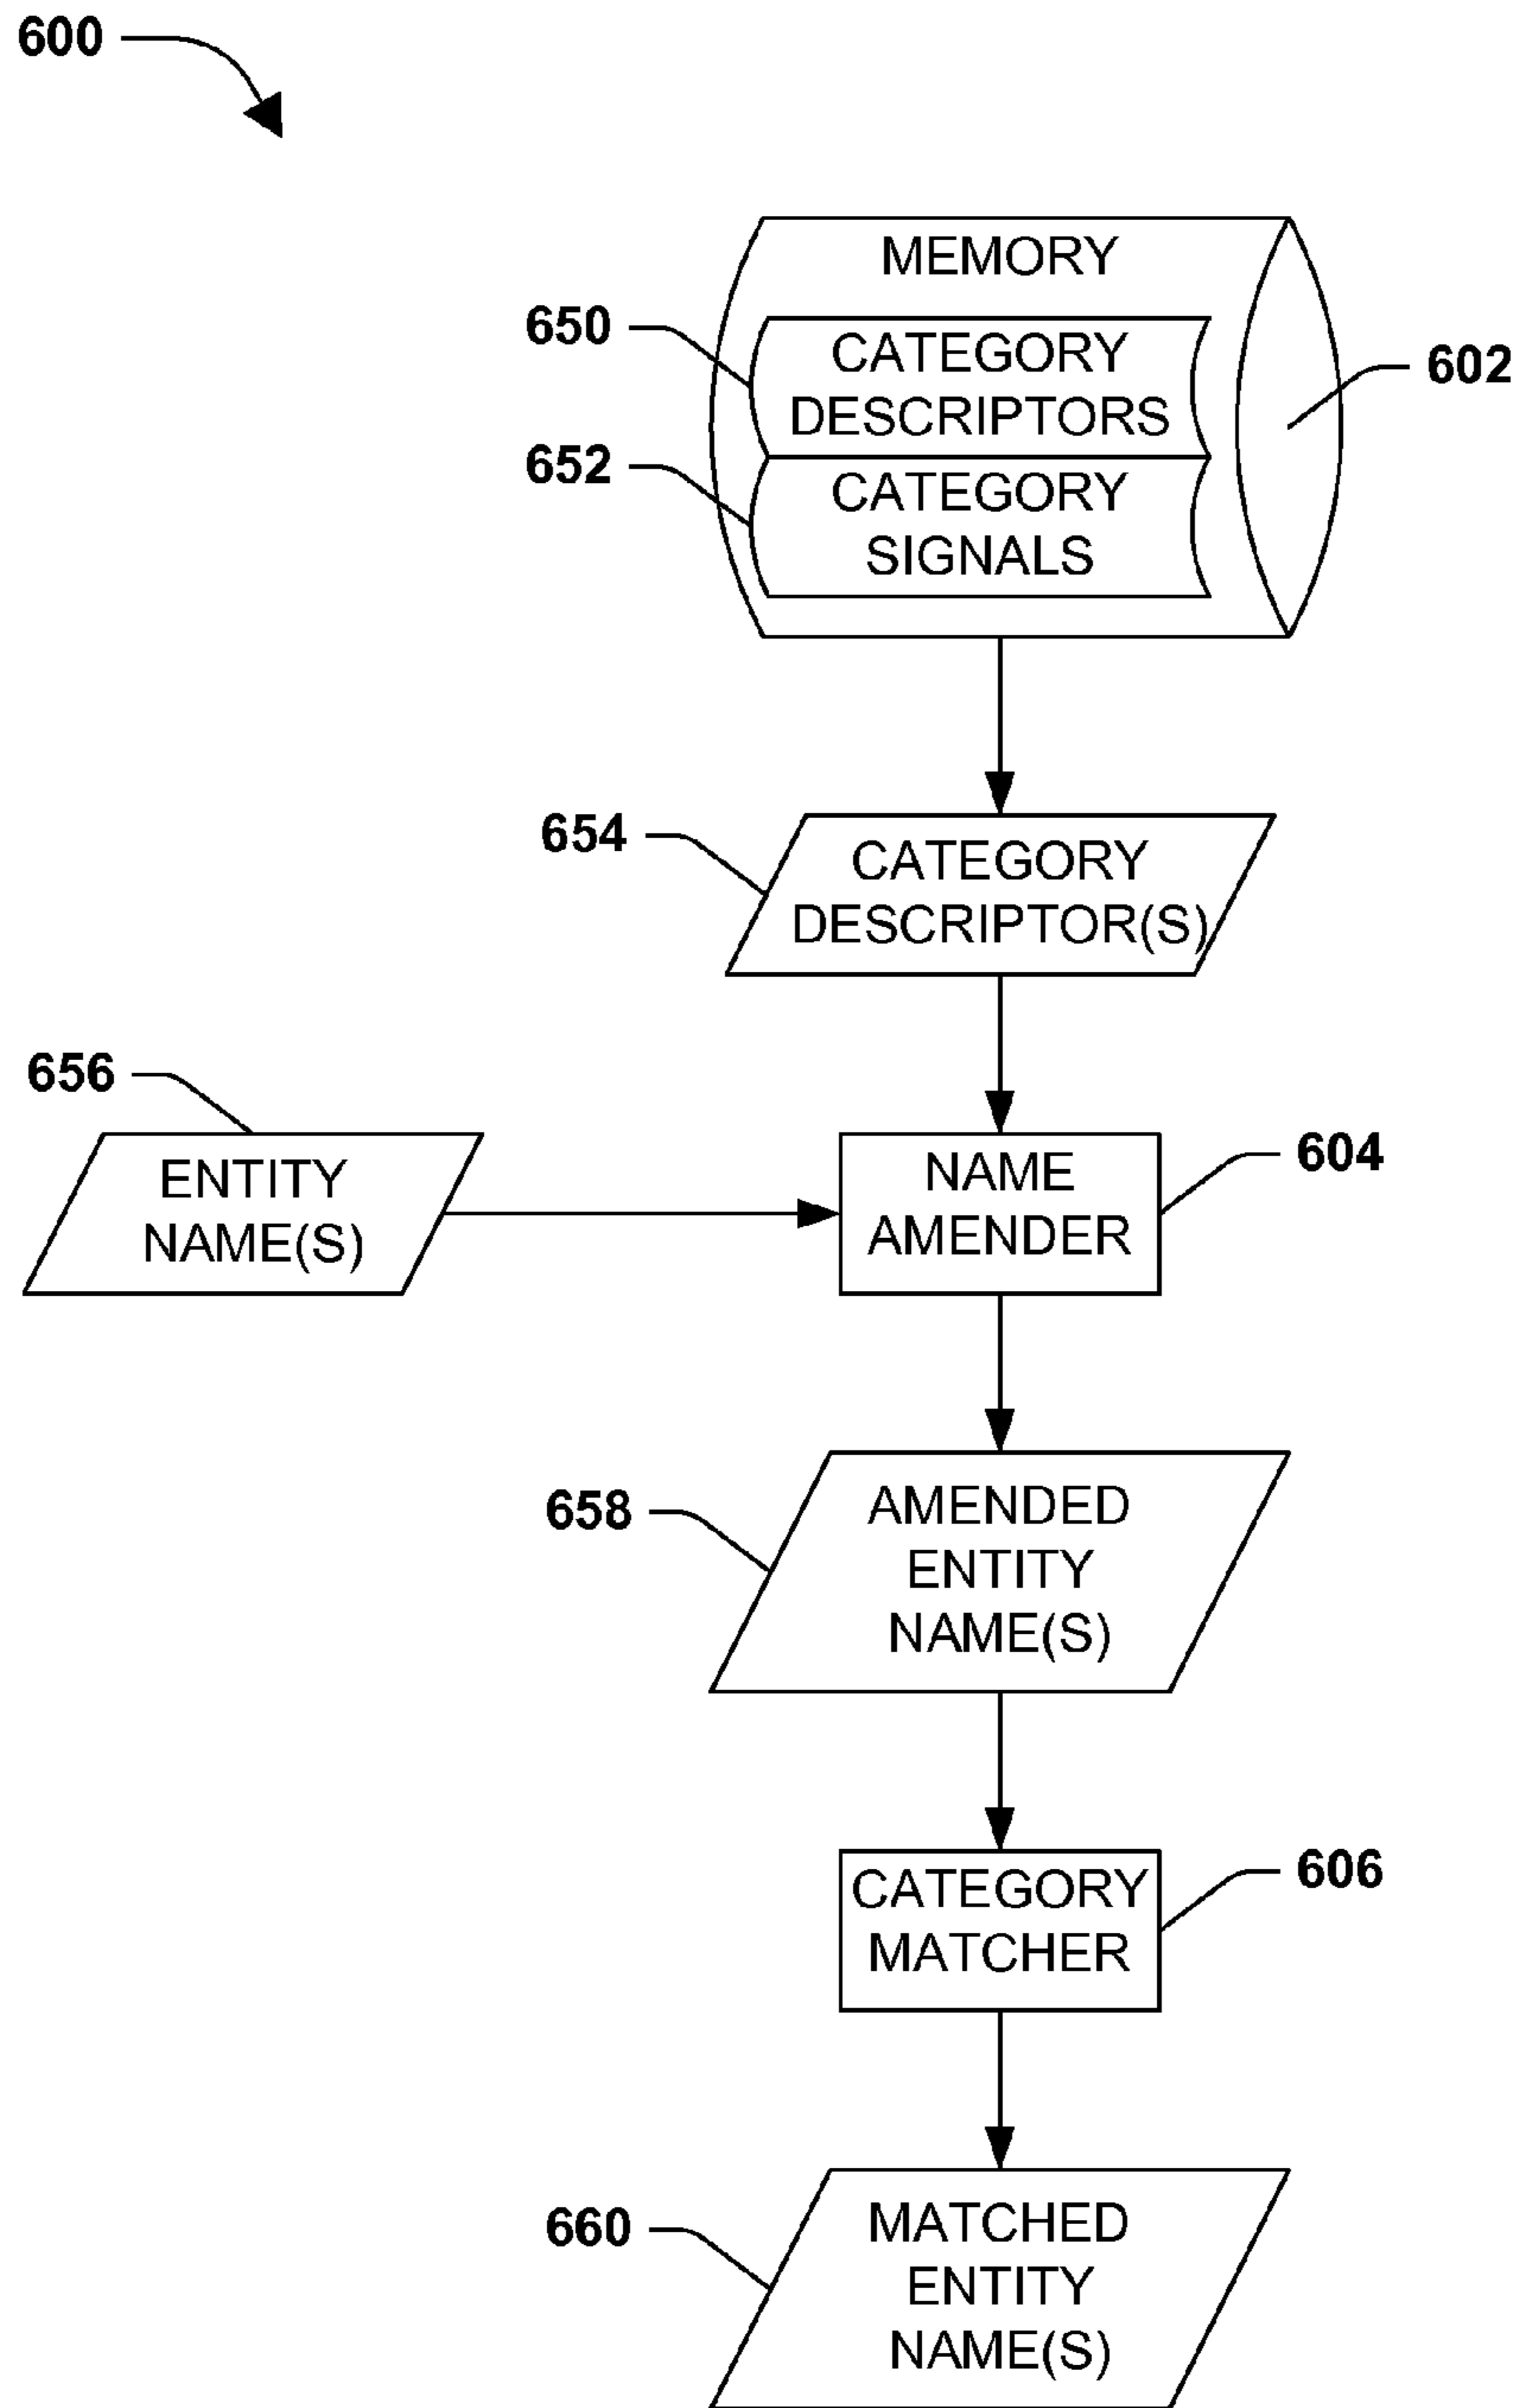 600
MEMORY
650
CATEGORY
DESCRIPTORS
602
652
CATEGORY
SIGNALS
654
CATEGORY
DESCRIPTOR(S)
656
ENTITY
NAME(S)
NAME
AMENDER
604
658
AMENDED
ENTITY
NAME(S)
CATEGORY
MATCHER
606
660
MATCHED
ENTITY
NAME(S)